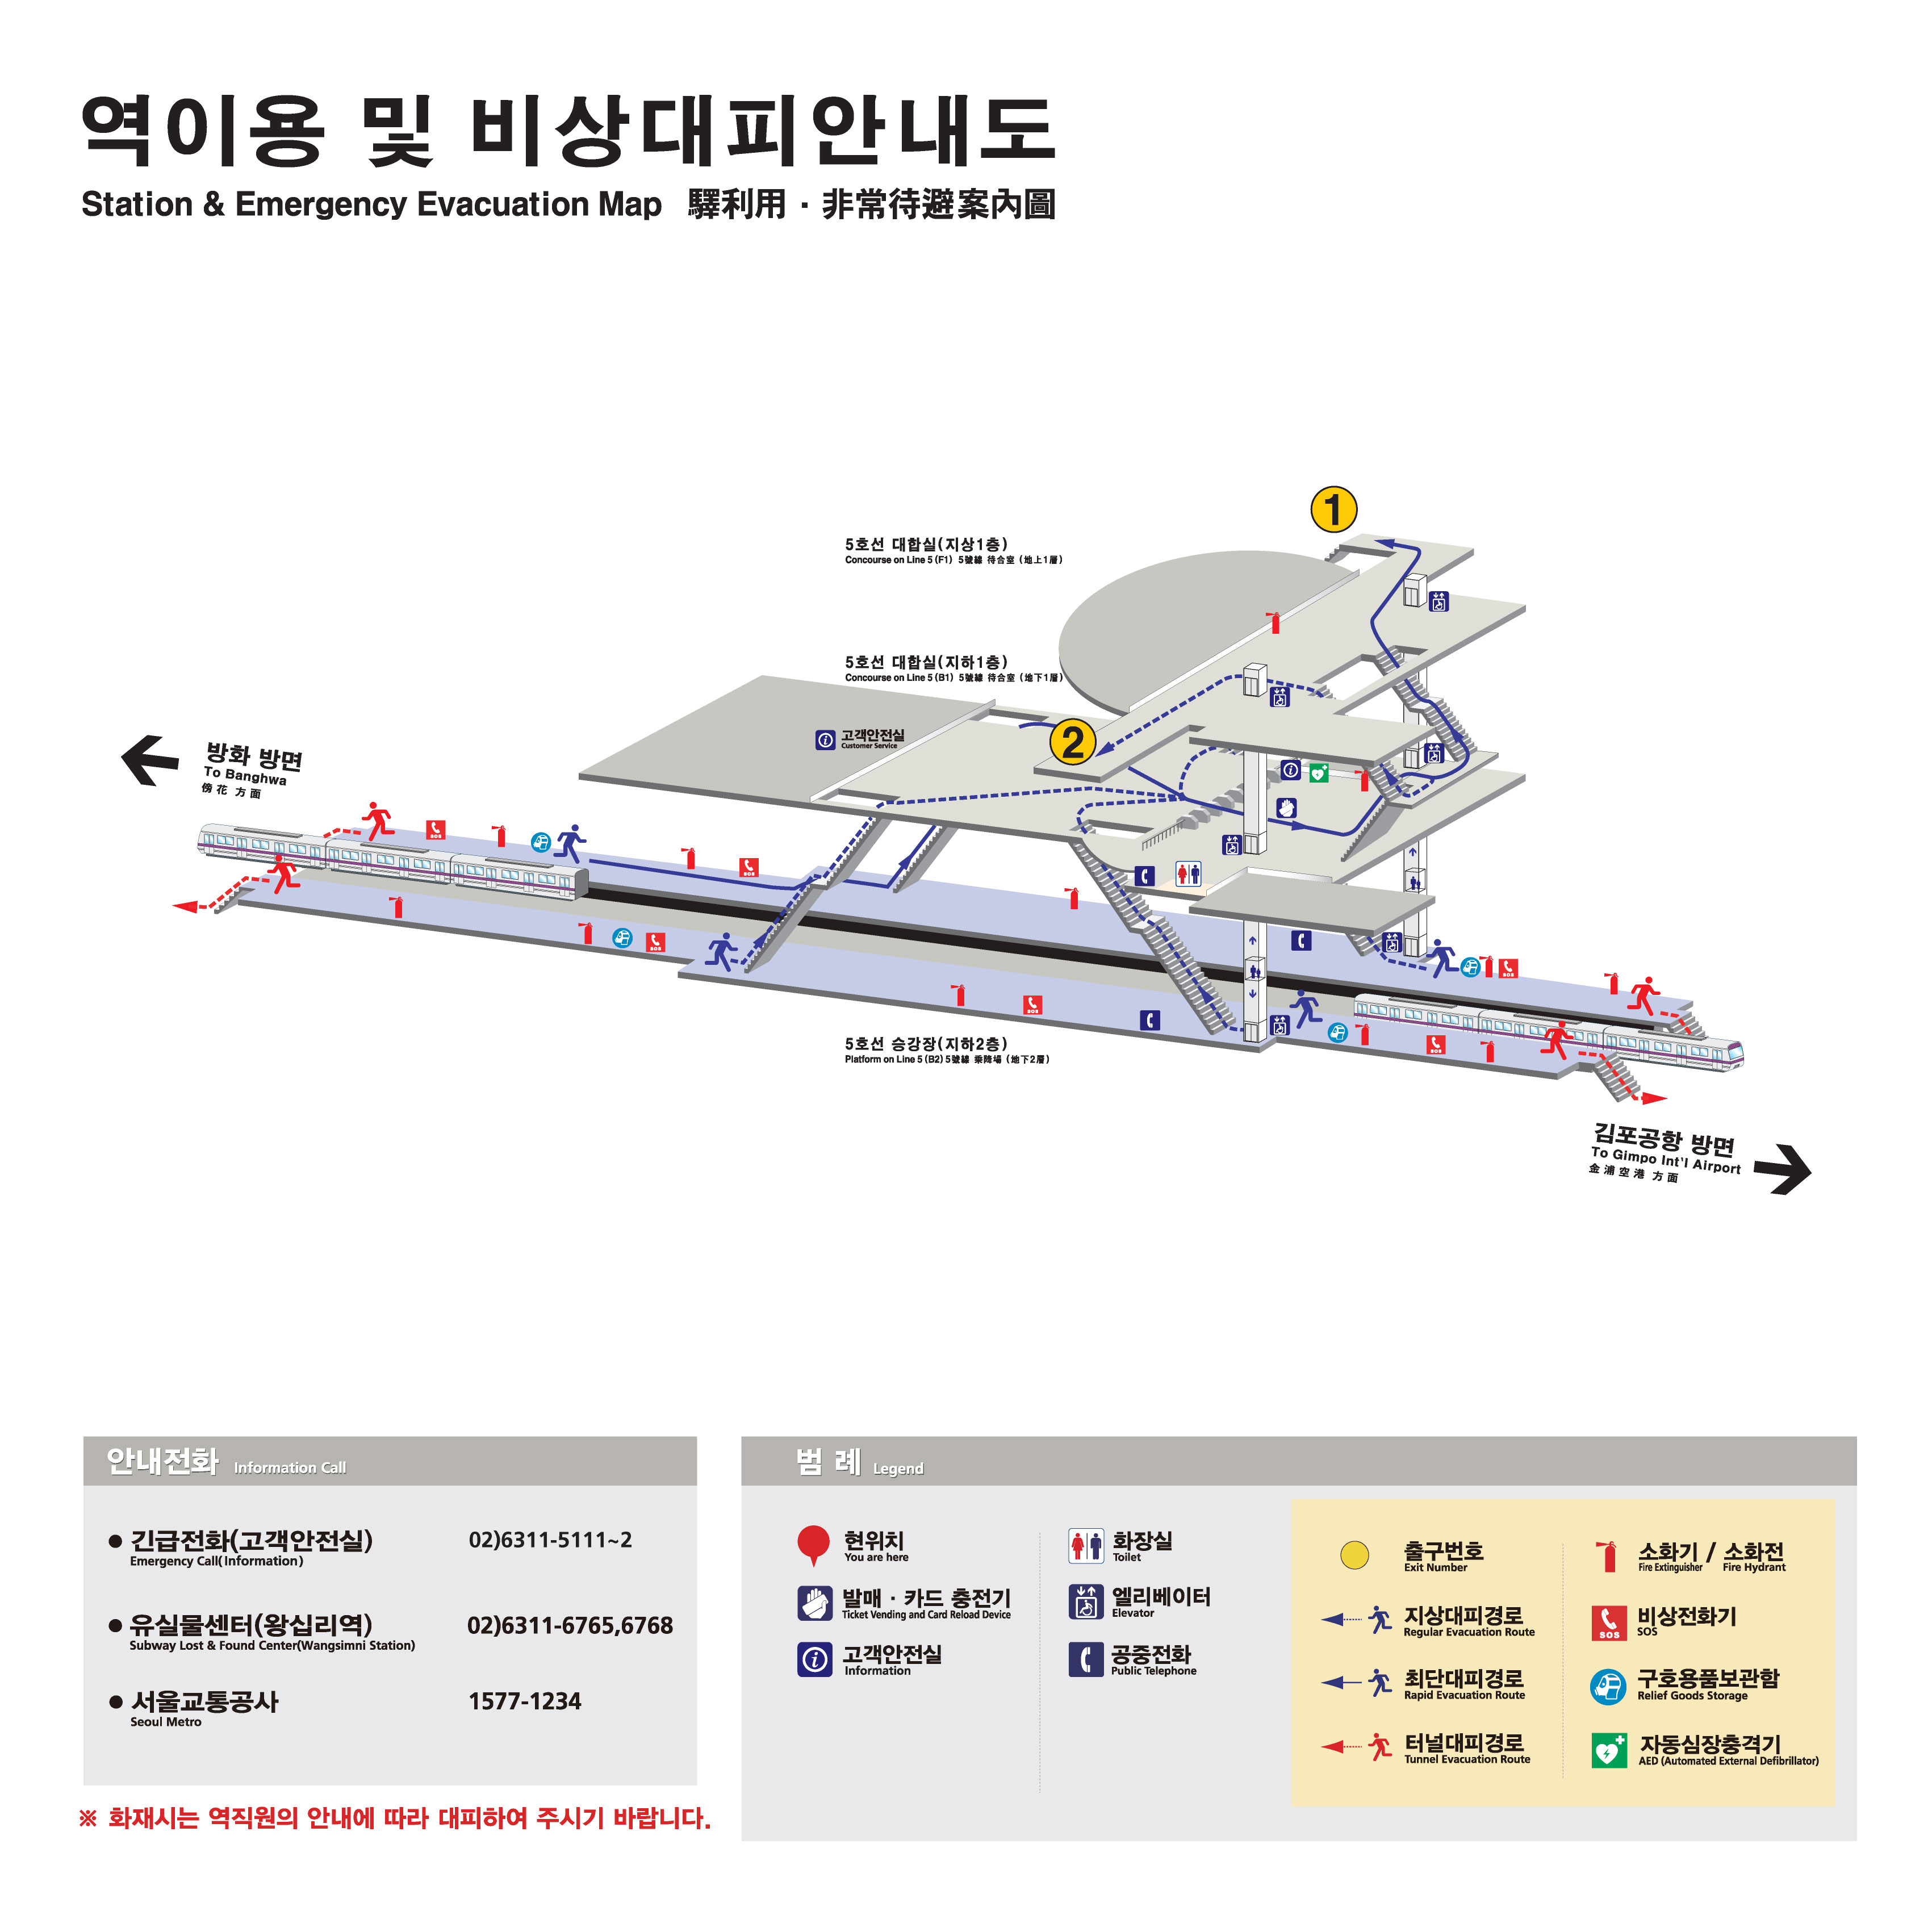 역이용 및 비상대피안내도
Station & Emergency Evacuation Map 驛利用 · 非常待避案內圖
1
5호선 대합실(지상1층)
Concourse on Line 5 (F1) 5號線 待合室 (地上1層)
5호선 대합실(지하1층)
Concourse on Line 5 (B1) 5號線 待合室 (地下1層)
2
고객안전실
Customer Service
방화 방면
To Banghwa
傍花 方面
SOS
SOS
SOS
SOS
SOS
SOS
5호선 승강장(지하2층)
Platform on Line 5 (B2) 5號線 乘降場 (地下2層)
김포공항 방면
To Gimpo Int'l Airport
金浦空港 方面
안내전화 Information Call
긴급전화(고객안전실) 02)6311-5111~2
Emergency Call(Information)
유실물센터(왕십리역) 02)6311-6765,6768
Subway Lost & Found Center(Wangsimni Station)
서울교통공사 1577-1234
Seoul Metro
※ 화재시는 역직원의 안내에 따라 대피하여 주시기 바랍니다.
범 례 Legend
현위치
You are here
발매 · 카드 충전기
Ticket Vending and Card Reload Device
고객안전실
Information
화장실
Toilet
엘리베이터
Elevator
공중전화
Public Telephone
출구번호
Exit Number
지상대피경로
Regular Evacuation Route
최단대피경로
Rapid Evacuation Route
터널대피경로
Tunnel Evacuation Route
소화기 / 소화전
Fire Extinguisher Fire Hydrant
SOS
비상전화기
SOS
구호용품보관함
Relief Goods Storage
자동심장충격기
AED (Automated External Defibrillator)